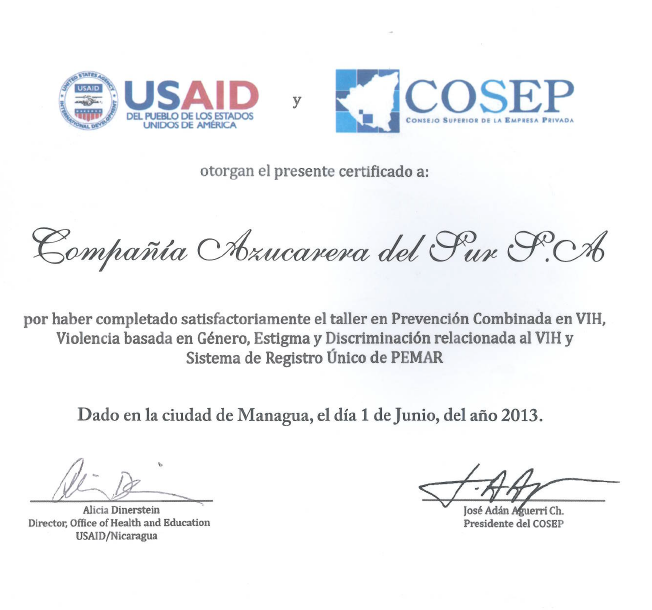 UNITED STATES AGENCY
USAID
INTERNATIONAL DEVELOPMENT
USAID
DEL PUEBLO DE LOS ESTADOS
UNIDOS DE AMÉRICA
y
COSEP
CONSEJO SUPERIOR DE LA EMPRESA PRIVADA
otorgan el presente certificado a:
Compañía Azucarera del Sur S.A
por haber completado satisfactoriamente el taller en Prevención Combinada en VIH,
Violencia basada en Género, Estigma y Discriminación relacionada al VIH y
Sistema de Registro Único de PEMAR
Dado en la ciudad de Managua, el día 1 de Junio, del año 2013.
Alicia Dinerstein
Director, Office of Health and Education
USAID/Nicaragua
José Adán Aguerri Ch.
Presidente del COSEP